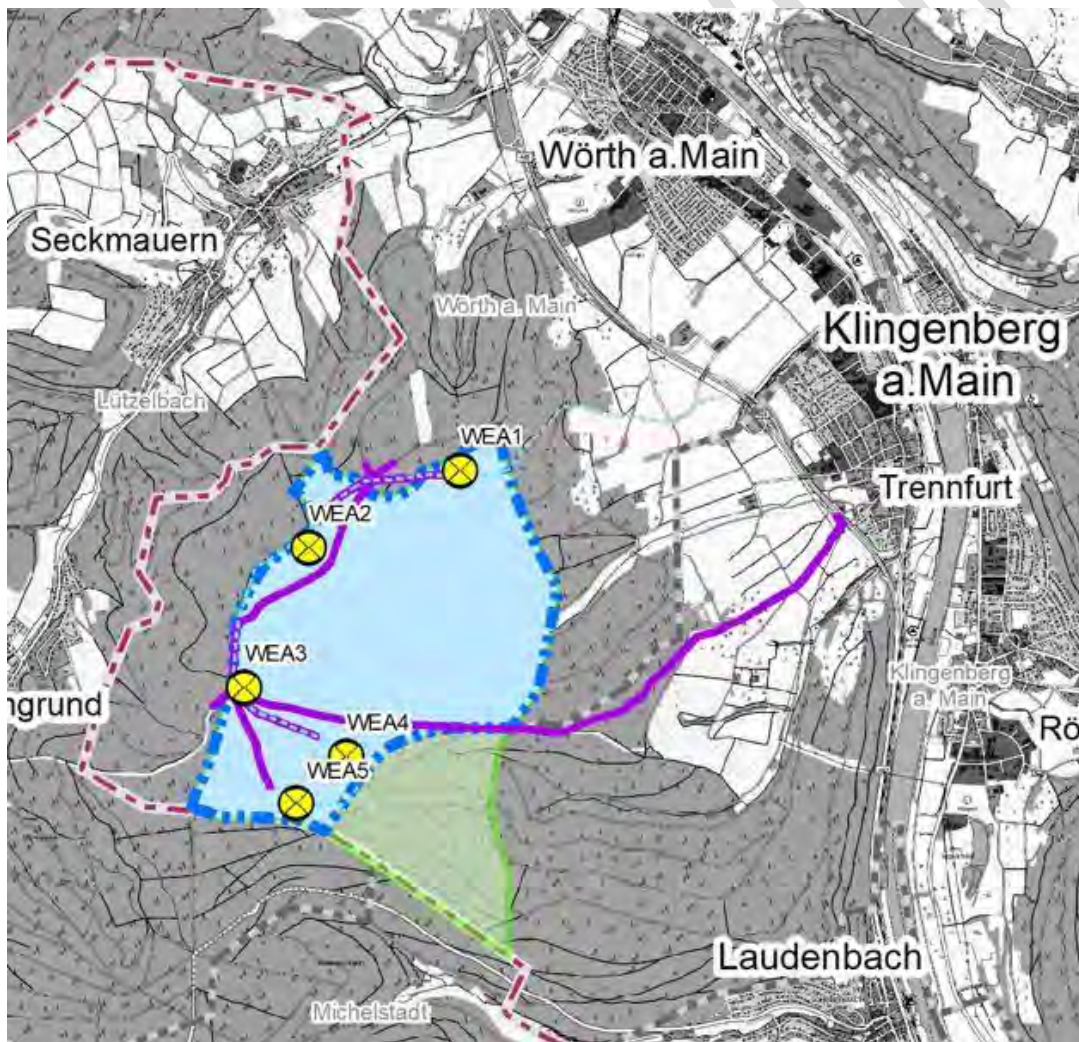 Wörth a.Main
Seckmauern
Wörth a. Main
Klingenberg
a.Main
Lützelbach
WEA1
Trennfurt
WEA2
WEA3
Klingenberg
a. Main
ngrund
WEA4
Rö
WEA5
Laudenbach
Michelstadt